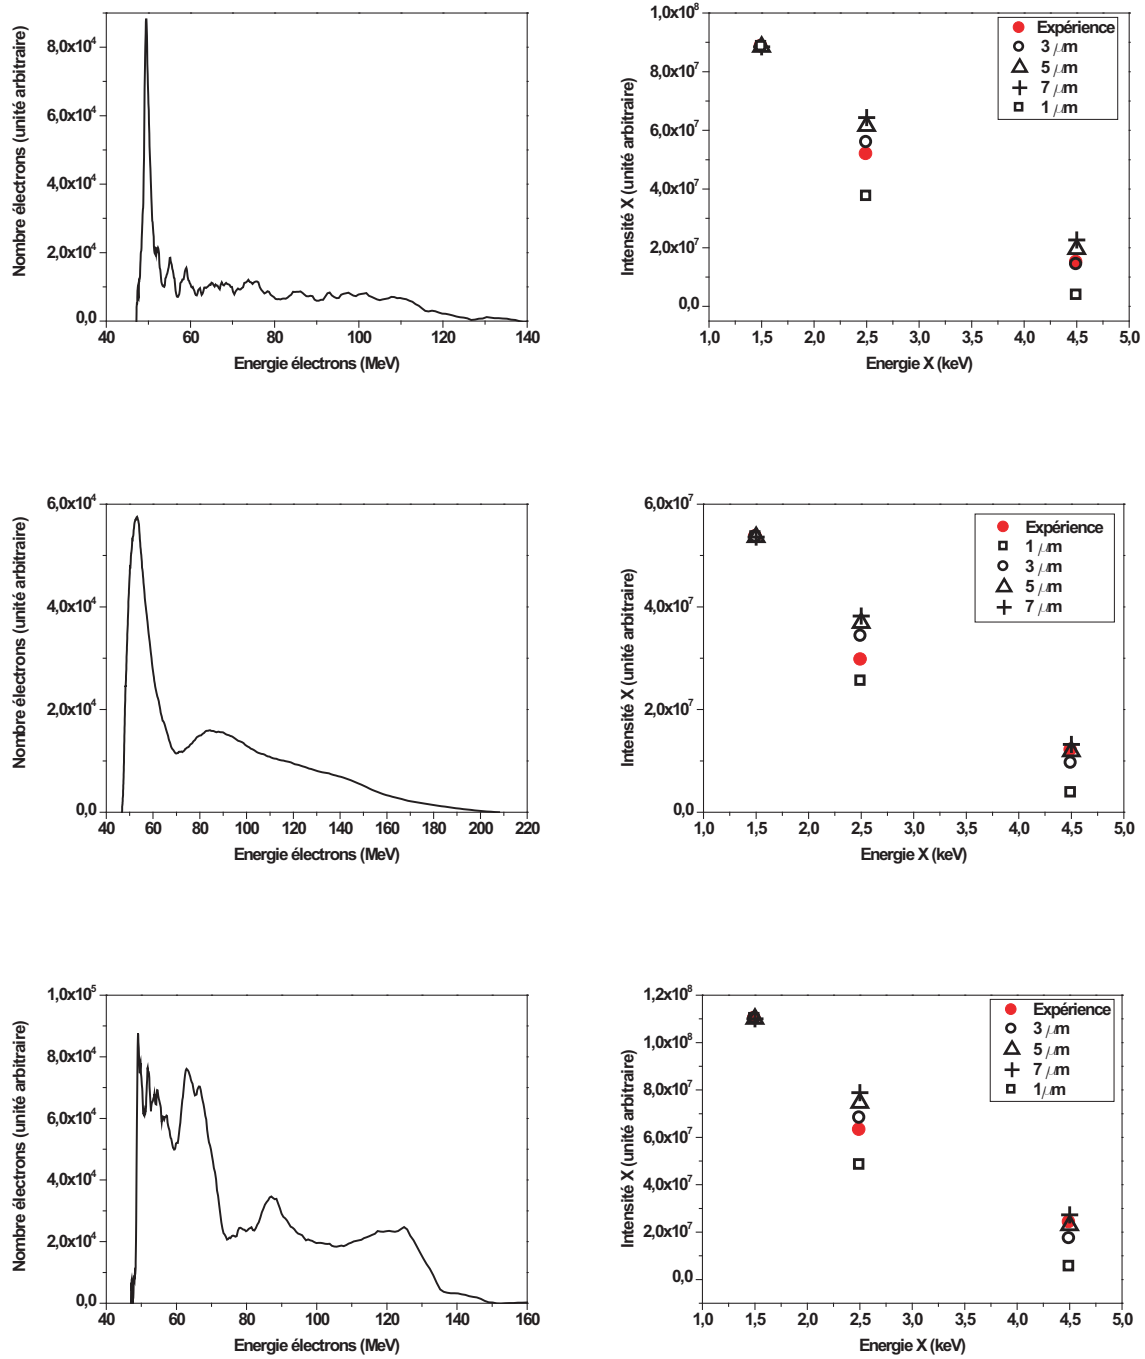 Nombre électrons (unité arbitraire)
8,0x10⁴
6,0x10⁴
4,0x10⁴
2,0x10⁴
0,0
40 60 80 100 120 140
Energie électrons (MeV)
Intensité X (unité arbitraire)
1,0x10⁸
8,0x10⁷
6,0x10⁷
4,0x10⁷
2,0x10⁷
0,0
1,0 1,5 2,0 2,5 3,0 3,5 4,0 4,5 5,0
Energie X (keV)
Expérience
3 μm
5 μm
7 μm
1 μm
Nombre électrons (unité arbitraire)
6,0x10⁴
4,0x10⁴
2,0x10⁴
0,0
40 60 80 100 120 140 160 180 200 220
Energie électrons (MeV)
Intensité X (unité arbitraire)
6,0x10⁷
4,0x10⁷
2,0x10⁷
0,0
1,0 1,5 2,0 2,5 3,0 3,5 4,0 4,5 5,0
Energie X (keV)
Expérience
1 μm
3 μm
5 μm
7 μm
Nombre électrons (unité arbitraire)
1,0x10⁵
8,0x10⁴
6,0x10⁴
4,0x10⁴
2,0x10⁴
0,0
40 60 80 100 120 140 160
Energie électrons (MeV)
Intensité X (unité arbitraire)
1,2x10⁸
1,0x10⁸
8,0x10⁷
6,0x10⁷
4,0x10⁷
2,0x10⁷
0,0
1,0 1,5 2,0 2,5 3,0 3,5 4,0 4,5 5,0
Energie X (keV)
Expérience
3 μm
5 μm
7 μm
1 μm